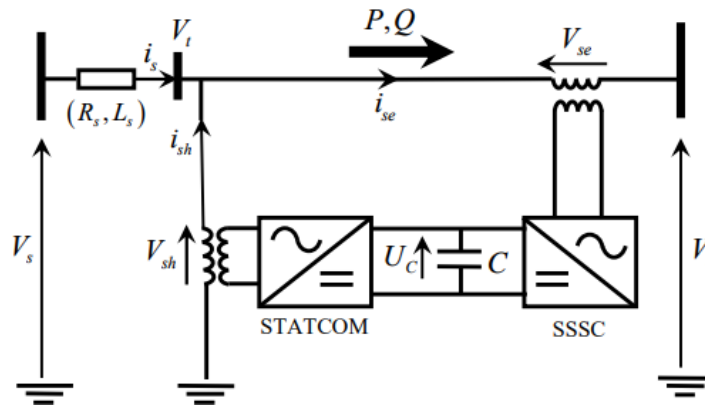 P, Q
V_t
V_se
i_s
(R_s, L_s)
i_se
i_sh
V_s
V_sh
U_C
C
V
STATCOM
SSSC